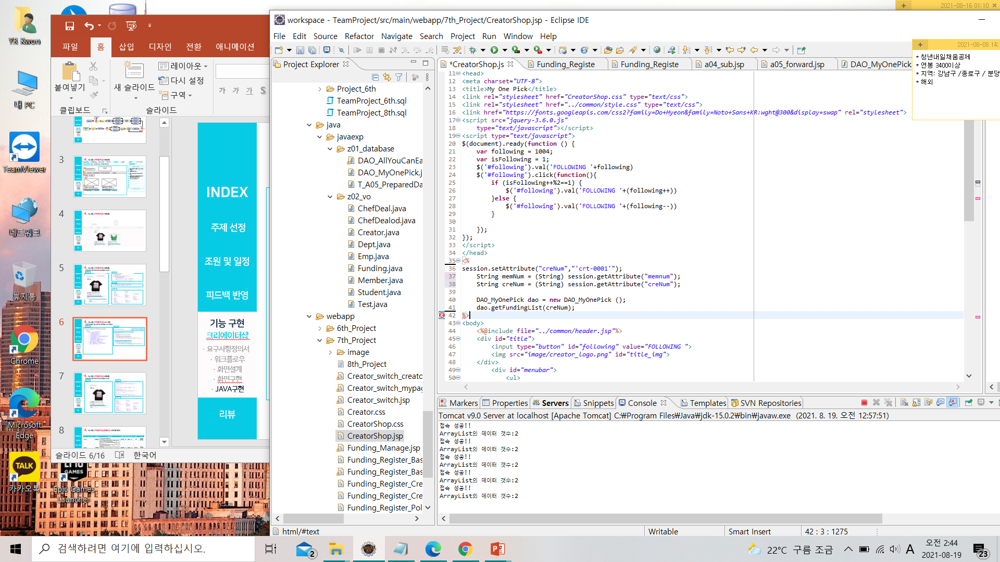 YR Kwon
내 PC
TeamViewer
네트워크
휴지통
Chrome
Microsoft
Edge
TALK
카카오톡
GAMES
Epic Games
Launcher
파일
홈
삽입
디자인
전환
애니메이션
붙여넣기
새 슬라이드
레이아웃
다시 설정
구역
가 가 가 S
클립보드
슬라이드
3
4
5
6
7
8
INDEX
주제 선정
조원 및 일정
피드백 반영
기능 구현
크리에이터샵
· 요구사항정의서
· 워크플로우
· 화면설계
· 화면구현
· JAVA구현
리뷰
슬라이드 6/16
한국어
workspace - TeamProject/src/main/webapp/7th_Project/CreatorShop.jsp - Eclipse IDE
File Edit Source Refactor Navigate Search Project Run Window Help
Project Explorer
Project_6th
TeamProject_6th.sql
TeamProject_8th.sql
java
javaexp
z01_database
DAO_AllYouCanEa
DAO_MyOnePick.j
T_A05_PreparedDa
z02_vo
ChefDeal.java
ChefDealod.java
Creator.java
Dept.java
Emp.java
Funding.java
Member.java
Student.java
Test.java
webapp
6th_Project
7th_Project
image
8th_Project
Creator_switch_creato
Creator_switch_mypag
Creator_switch.jsp
Creator.css
CreatorShop.css
CreatorShop.jsp
Funding_Manage.jsp
Funding_Register_Bas
Funding_Register_Bas
Funding_Register_Cre
Funding_Register_Cre
Funding_Register_Pol
*CreatorShop.js
Funding_Registe
Funding_Registe
a04_sub.jsp
a05_forward.jsp
DAO_MyOnePick
11 <head>
12 <meta charset="UTF-8">
13 <title>My One Pick</title>
14 <link rel="stylesheet" href="CreatorShop.css" type="text/css">
15 <link rel="stylesheet" href="../common/style.css" type="text/css">
16 <link href="https://fonts.googleapis.com/css2?family=Do+Hyeon&family=Noto+Sans+KR:wght@300&display=swap" rel="stylesheet">
17 <script src="jquery-3.6.0.js"
18 type="text/javascript"></script>
19 <script type="text/javascript">
20 $(document).ready(function () {
21 var following = 1004;
22 var isFollowing = 1;
23 $('#following').val('FOLLOWING '+following)
24 $('#following').click(function(){
25 if (isFollowing++%2==1) {
26 $('#following').val('FOLLOWING '+(following++))
27 }else {
28 $('#following').val('FOLLOWING '+(following--))
29 }
30
31 });
32 });
33 </script>
34 </head>
35 <%
36 session.setAttribute("creNum","'crt-0001'");
37 String memNum = (String) session.getAttribute("memnum");
38 String creNum = (String) session.getAttribute("creNum");
39
40 DAO_MyOnePick dao = new DAO_MyOnePick ();
41 dao.getFundingList(creNum);
42 %>
43 <body>
44 <%@include file="../common/header.jsp"%>
45 <div id="title">
46 <input type="button" id="following" value="FOLLOWING ">
47 <img src="image/creator_logo.png" id="title_img">
48 </div>
49 <div id="menubar">
50 <ul>
Markers Properties Servers Snippets Console Templates SVN Repositories
Tomcat v9.0 Server at localhost [Apache Tomcat] C:₩Program Files₩Java₩jdk-15.0.2₩bin₩javaw.exe (2021. 8. 19. 오전 12:57:51)
접속 성공!!
ArrayList의 데이터 갯수:2
접속 성공!!
ArrayList의 데이터 갯수:2
접속 성공!!
ArrayList의 데이터 갯수:2
접속 성공!!
ArrayList의 데이터 갯수:2
접속 성공!!
ArrayList의 데이터 갯수:2
html/#text
Writable
Smart Insert
42 : 3 : 1275
2021-08-16 01:10
2021-08-08 14:
* 청년내일채움공제
* 연봉 3400이상
* 지역: 강남구 /종로구 / 분당
* 해외
검색하려면 여기에 입력하십시오.
2
22°C 구름 조금
A
오전 2:44
2021-08-19
23